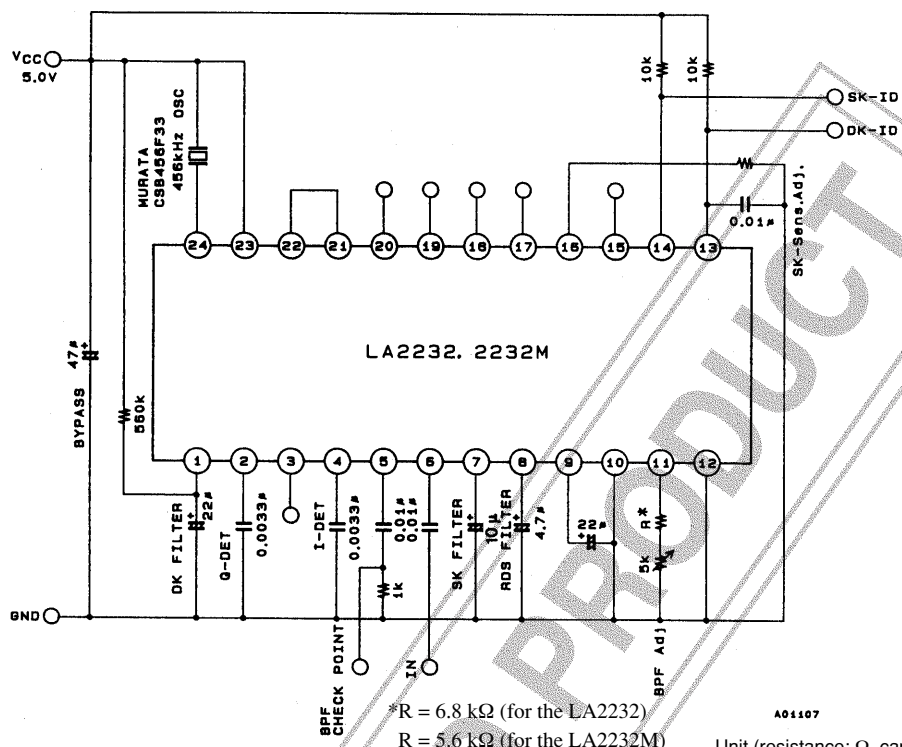 VCC
5.0V
MURATA
CSB456F33
456kHz OSC
10k
10k
SK-ID
DK-ID
0.01μ
SK-Sens.Adj.
24
23
22
21
20
19
18
17
16
15
14
13
LA2232, 2232M
47μ
BYPASS
560k
1
2
3
4
5
6
7
8
9
10
11
12
DK FILTER
22μ
Q-DET
0.0033μ
I-DET
0.0033μ
0.01μ
0.01μ
1k
SK FILTER
10μ
RDS FILTER
4.7μ
22μ
R*
5k
GND
BPF
CHECK POINT
IN
BPF Adj
*R = 6.8 kΩ (for the LA2232)
R = 5.6 kΩ (for the LA2232M)
A01107
Unit (resistance: Ω,
PRODUCT